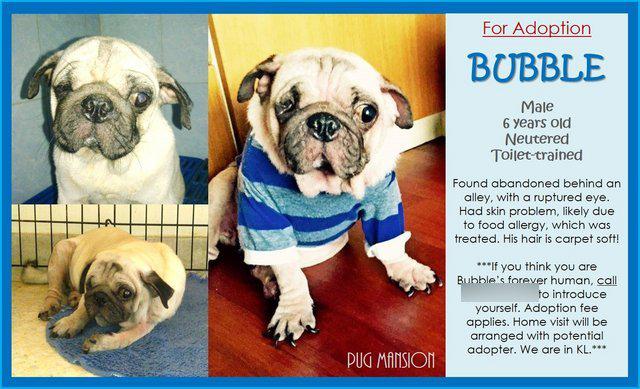 For Adoption
BUBBLE
Male
6 years old
Neutered
Toilet-trained
Found abandoned behind an
alley, with a ruptured eye.
Had skin problem, likely due
to food allergy, which was
treated. His hair is carpet soft!
***If you think you are
Bubble's forever human, call
to introduce
yourself. Adoption fee
applies. Home visit will be
arranged with potential
adopter. We are in KL.***
PUG MANSION